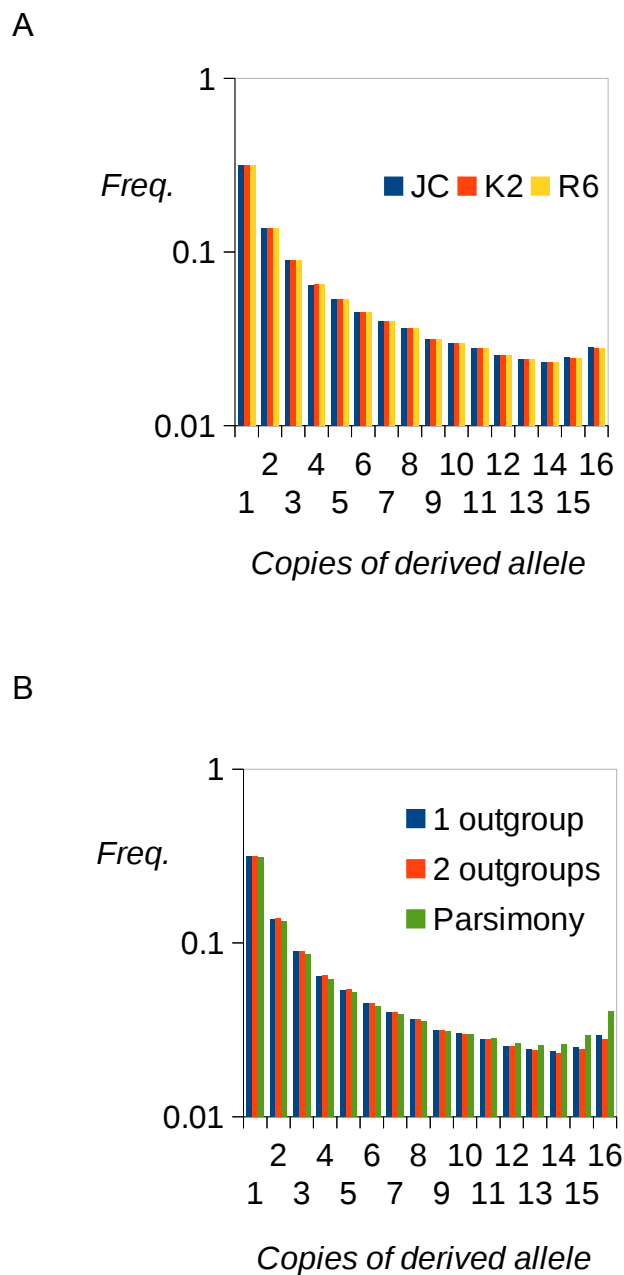 A
1
Freq.
JC K2 R6
0.1
0.01
2 4 6 8 10 12 14 16
1 3 5 7 9 11 13 15
Copies of derived allele
B
1
1 outgroup
Freq.
2 outgroups
Parsimony
0.1
0.01
2 4 6 8 10 12 14 16
1 3 5 7 9 11 13 15
Copies of derived allele